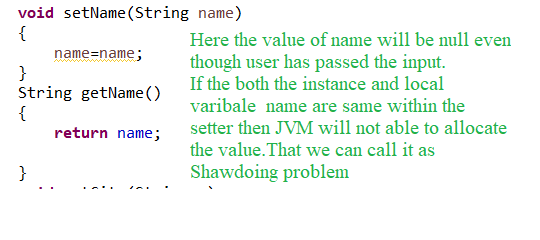 void setName(String name)
{
name=name;
}
String getName()
{
return name;
}
Here the value of name will be null even
though user has passed the input.
If the both the instance and local
varibale name are same within the
setter then JVM will not able to allocate
the value.That we can call it as
Shawdoing problem